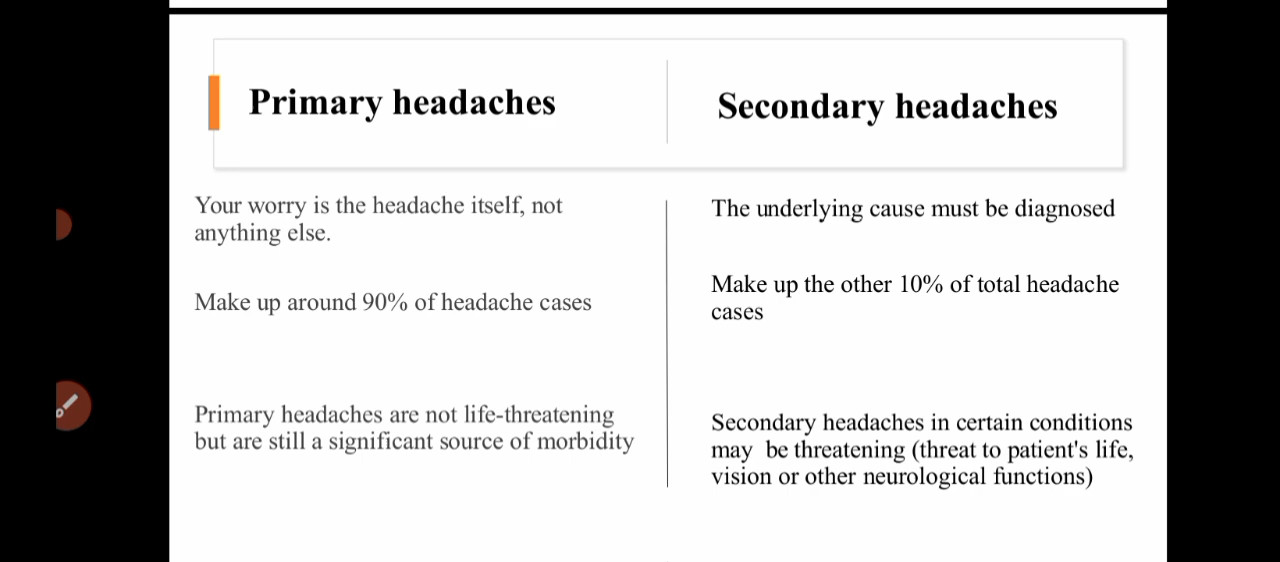 Primary headaches
Secondary headaches
Your worry is the headache itself, not
anything else.
Make up around 90% of headache cases
Primary headaches are not life-threatening
but are still a significant source of morbidity
The underlying cause must be diagnosed
Make up the other 10% of total headache
cases
Secondary headaches in certain conditions
may  be threatening (threat to patient's life,
vision or other neurological functions)